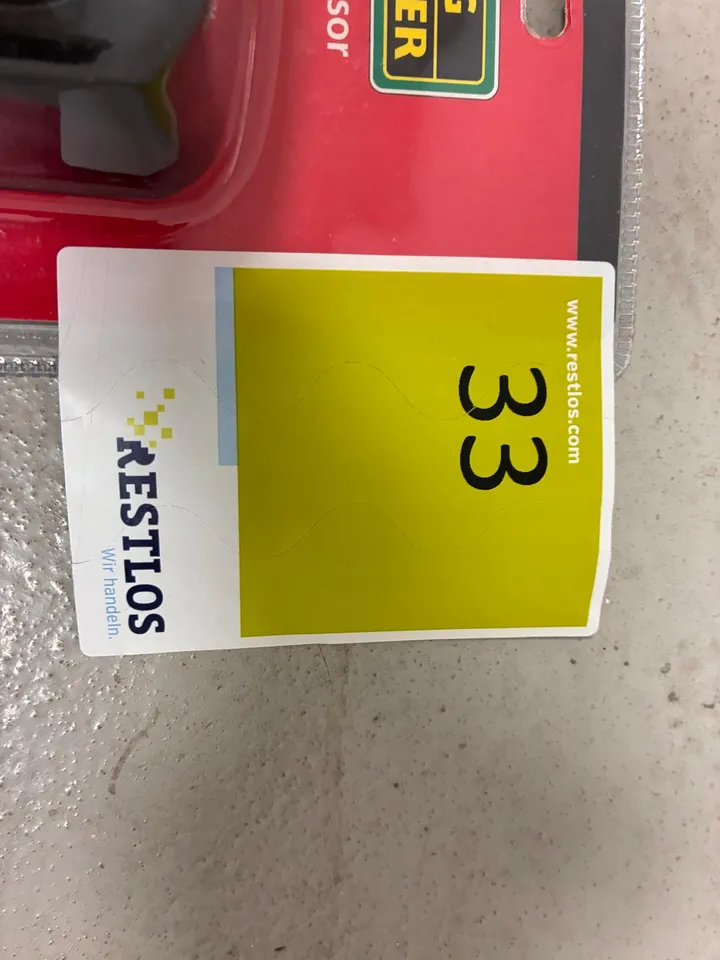 sor
G
ER
www.restlos.com
33
RESTLOS
Wir handeln.